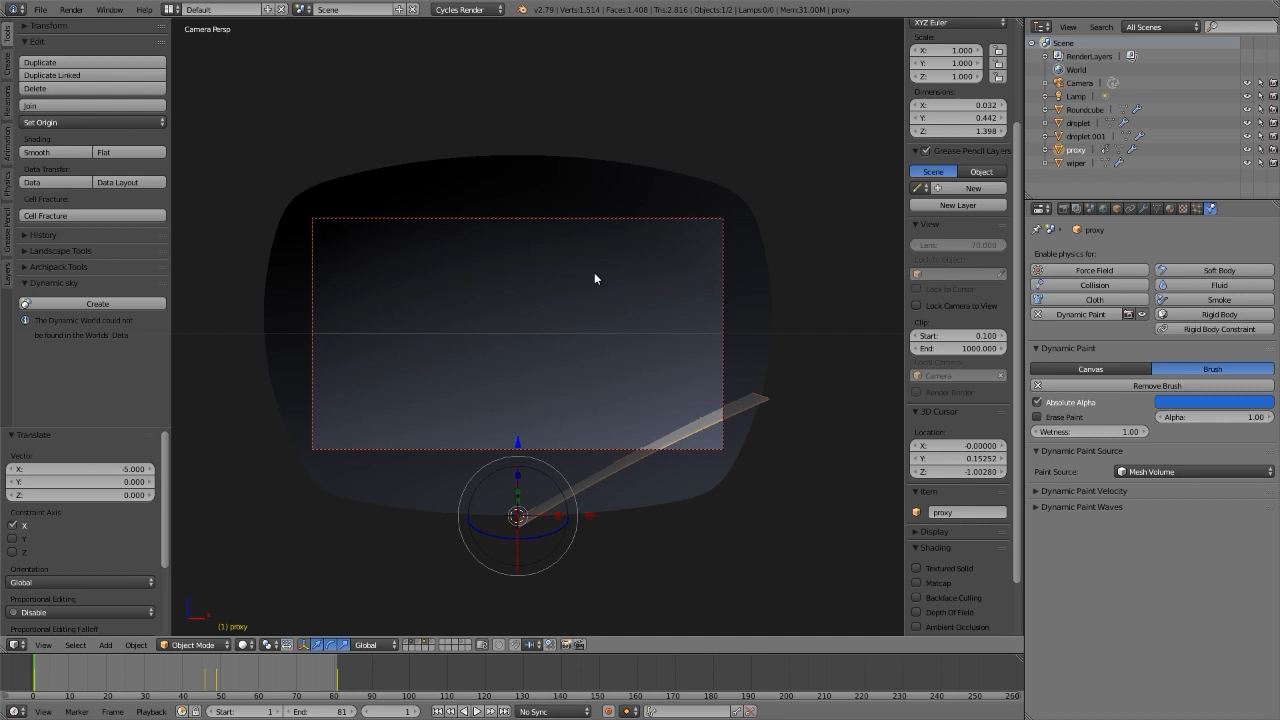 File Render Window Help Default Scene Cycles Render v2.79 | Verts:1,514 | Faces:1,408 | Tris:2,816 | Objects:1/2 | Lamps:0/0 | Mem:31.00M | proxy
Tools
Create
Relations
Animation
Physics
Grease Pencil
Layers
Transform
Edit
Duplicate
Duplicate Linked
Delete
Join
Set Origin
Shading:
Smooth Flat
Data Transfer:
Data Data Layout
Cell Fracture:
Cell Fracture
History
Landscape Tools
Archipack Tools
Dynamic sky
Create
The Dynamic World could not
be found in the Worlds' Data
Translate
Vector
X: -5.000
Y: 0.000
Z: 0.000
Constraint Axis
X
Y
Z
Orientation
Global
Proportional Editing
Disable
Proportional Editing Falloff
Camera Persp
(1) proxy
XYZ Euler
Scale:
X: 1.000
Y: 1.000
Z: 1.000
Dimensions:
X: 0.032
Y: 0.442
Z: 1.398
Grease Pencil Layers
Scene Object
New
New Layer
View
Lens: 70.000
Lock to Object:
Lock to Cursor
Lock Camera to View
Clip:
Start: 0.100
End: 1000.000
Local Camera:
Camera
Render Border
3D Cursor
Location:
X: -0.00000
Y: 0.15252
Z: -1.00280
Item
proxy
Display
Shading
Textured Solid
Matcap
Backface Culling
Depth Of Field
Ambient Occlusion
View Search All Scenes
Scene
RenderLayers
World
Camera
Lamp
Roundcube
droplet
droplet.001
proxy
wiper
proxy
Enable physics for:
Force Field Soft Body
Collision Fluid
Cloth Smoke
Dynamic Paint Rigid Body
Rigid Body Constraint
Dynamic Paint
Canvas Brush
Remove Brush
Absolute Alpha
Erase Paint Alpha: 1.00
Wetness: 1.00
Dynamic Paint Source
Paint Source: Mesh Volume
Dynamic Paint Velocity
Dynamic Paint Waves
View Select Add Object Object Mode Global
0 10 20 30 40 50 60 70 80 90 100 110 120 130 140 150 160 170 180 190 200 210 220 230 240 250 260
View Marker Frame Playback Start: 1 End: 81 1 No Sync